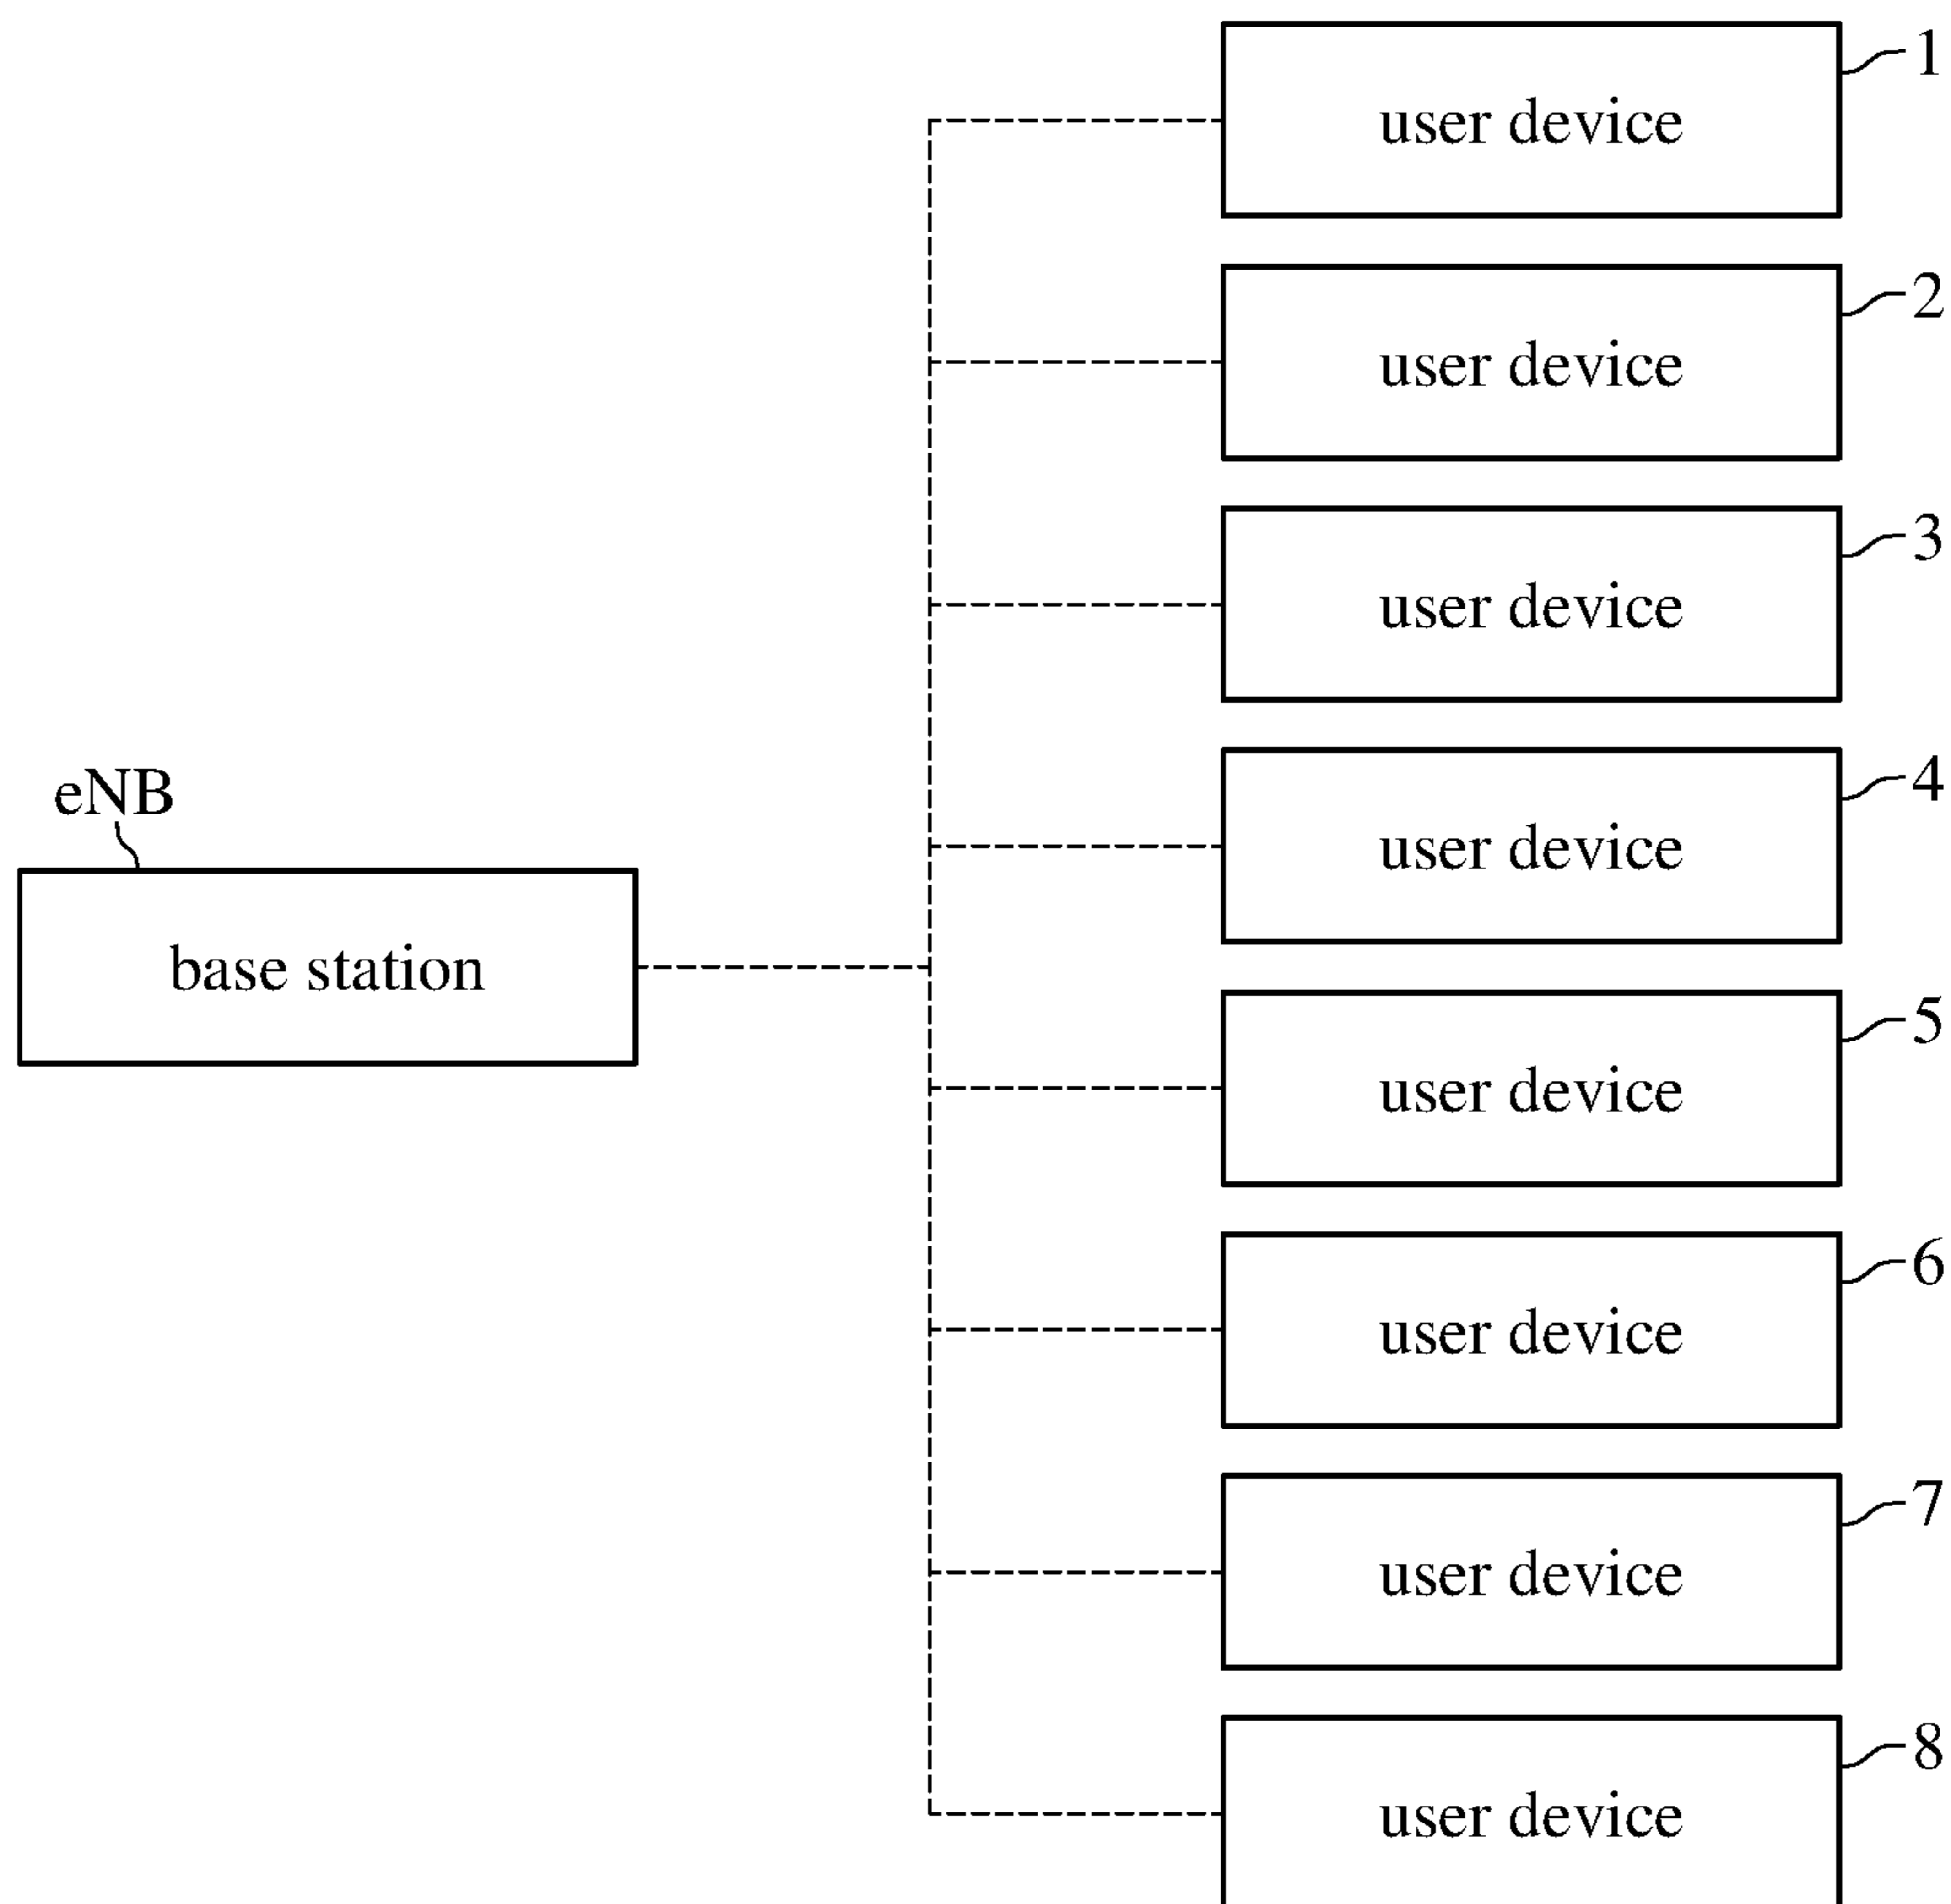 1
user device
2
user device
3
user device
4
user device
eNB
base station
5
user device
6
user device
7
user device
8
user device